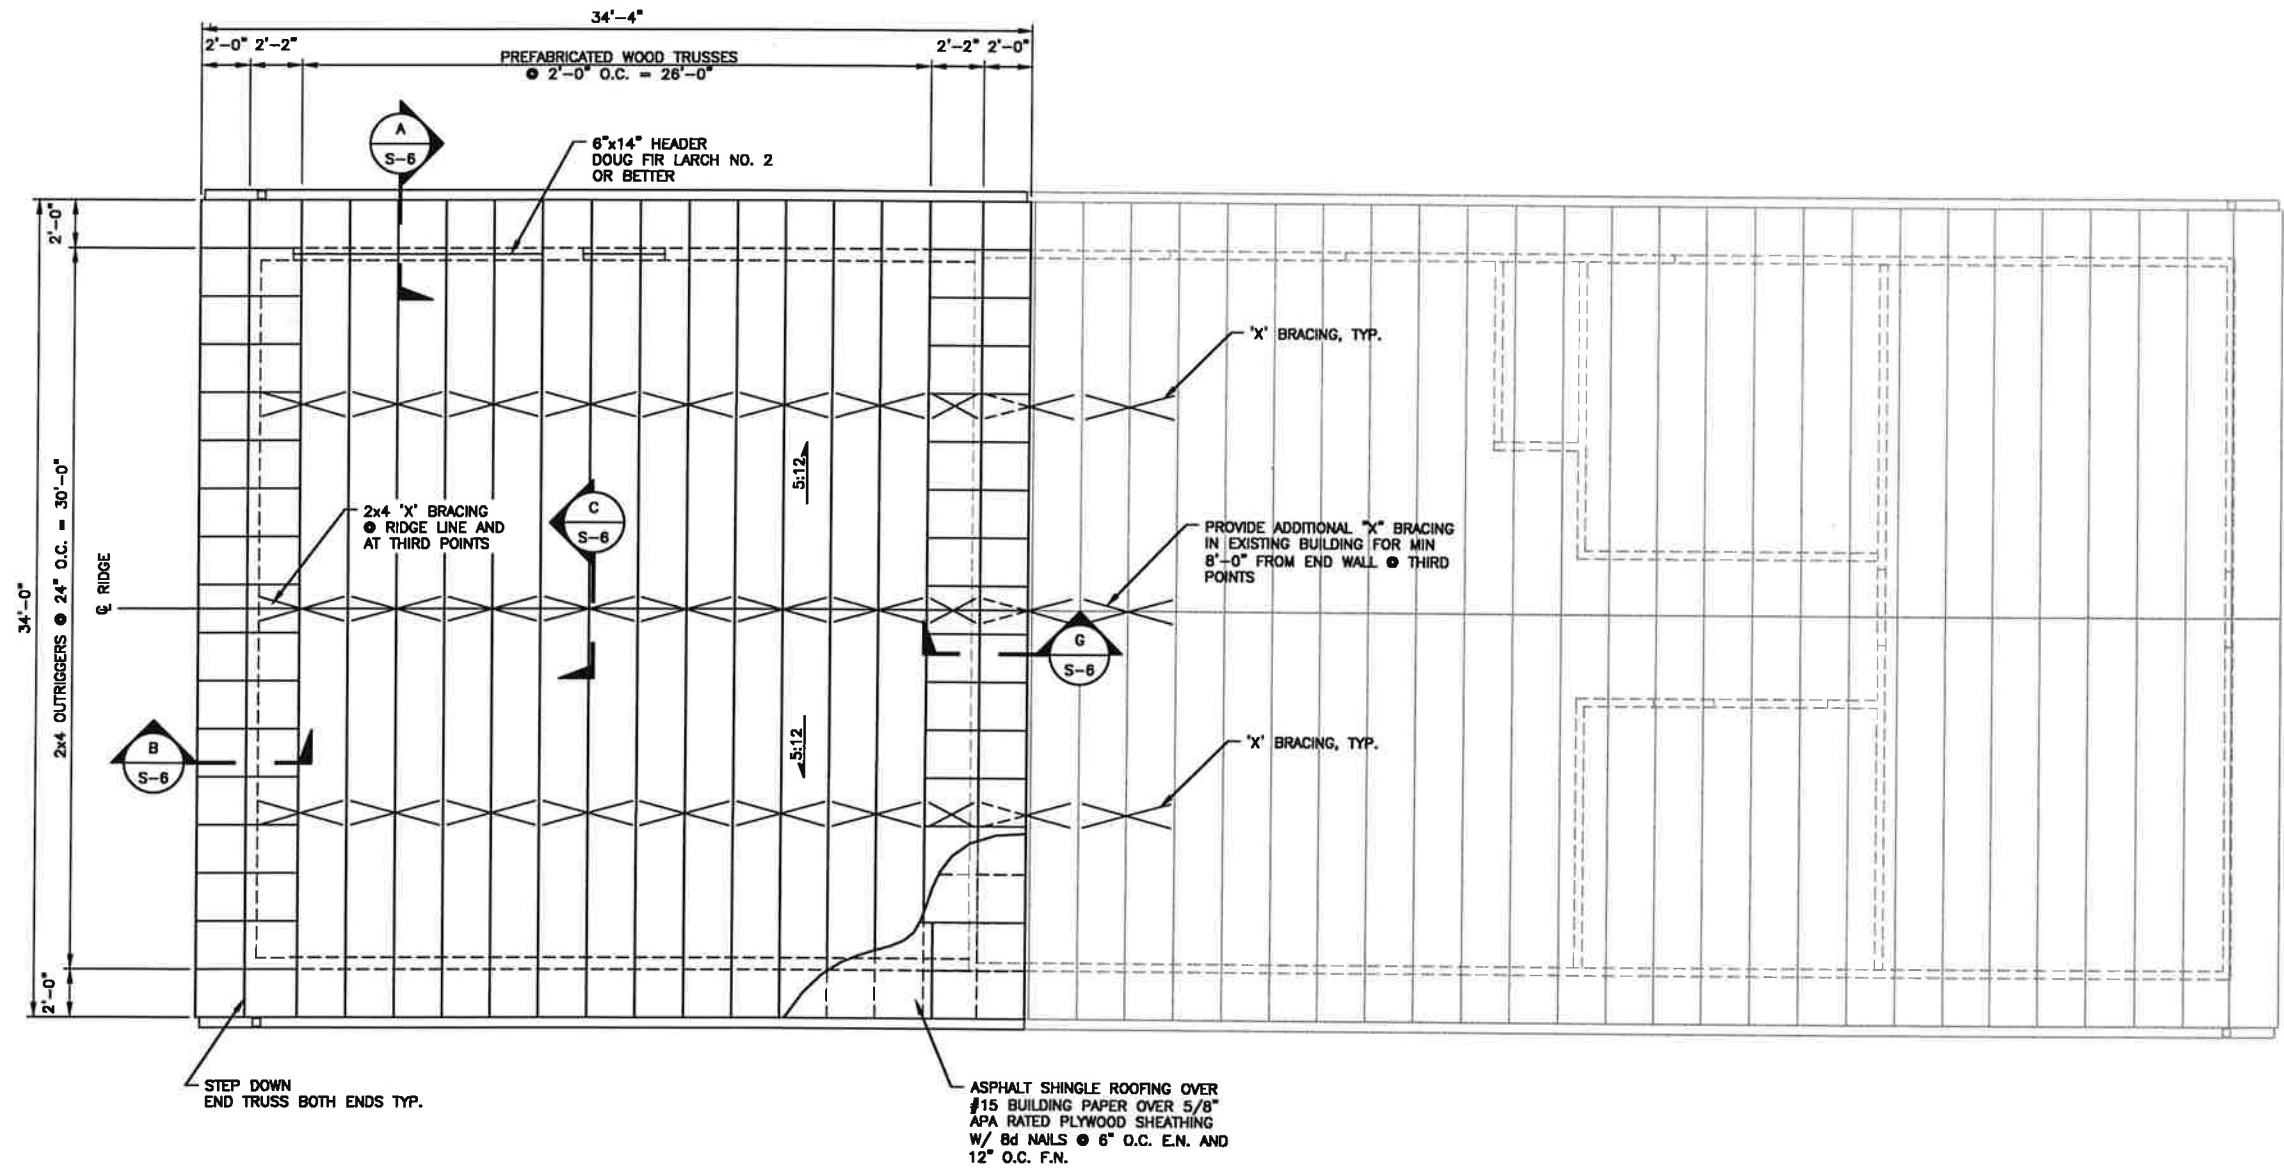 34'-4"
2'-0" 2'-2"
PREFABRICATED WOOD TRUSSES
@ 2'-0" O.C. = 26'-0"
2'-2" 2'-0"
A
S-6
6"x14" HEADER
DOUG FIR LARCH NO. 2
OR BETTER
2'-0"
34'-0"
2x4 OUTRIGGERS @ 24" O.C. = 30'-0"
2'-0"
℄ RIDGE
2x4 'X' BRACING
@ RIDGE LINE AND
AT THIRD POINTS
C
S-6
5:12
5:12
'X' BRACING, TYP.
PROVIDE ADDITIONAL "X" BRACING
IN EXISTING BUILDING FOR MIN
8'-0" FROM END WALL @ THIRD
POINTS
G
S-6
B
S-6
'X' BRACING, TYP.
STEP DOWN
END TRUSS BOTH ENDS TYP.
ASPHALT SHINGLE ROOFING OVER
#15 BUILDING PAPER OVER 5/8"
APA RATED PLYWOOD SHEATHING
W/ 8d NAILS @ 6" O.C. E.N. AND
12" O.C. F.N.